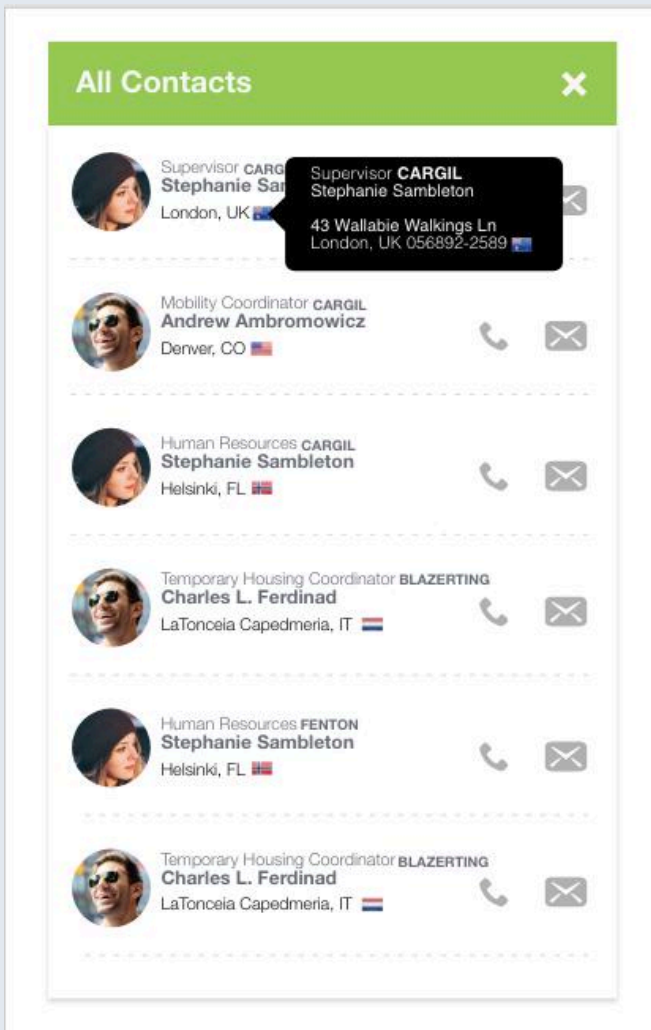 All Contacts
Supervisor CARG
Stephanie Sa
London, UK
Supervisor CARGIL
Stephanie Sambleton
43 Wallabie Walkings Ln
London, UK 056892-2589
Mobility Coordinator CARGIL
Andrew Ambromowicz
Denver, CO
Human Resources CARGIL
Stephanie Sambleton
Helsinki, FL
Temporary Housing Coordinator BLAZERTING
Charles L. Ferdinad
LaTonceia Capedmeria, IT
Human Resources FENTON
Stephanie Sambleton
Helsinki, FL
Temporary Housing Coordinator BLAZERTING
Charles L. Ferdinad
LaTonceia Capedmeria, IT